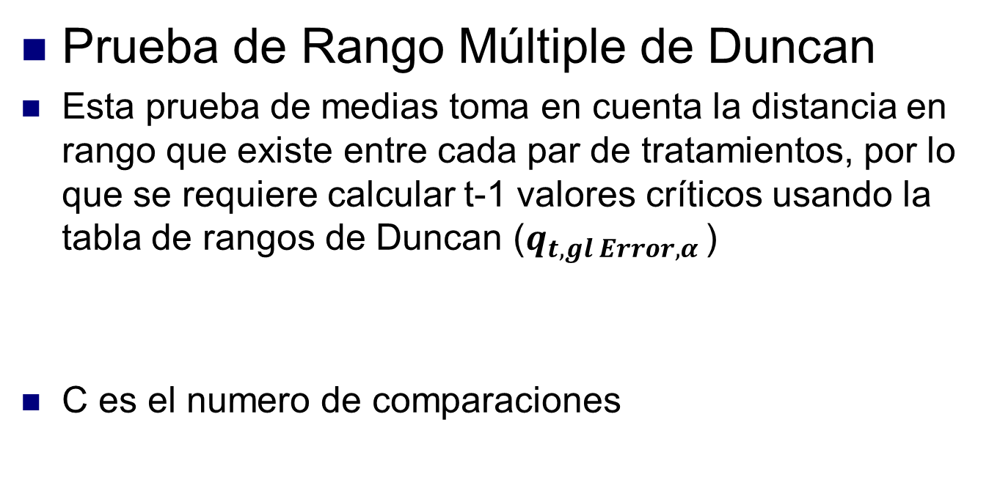 Prueba de Rango Múltiple de Duncan
Esta prueba de medias toma en cuenta la distancia en
rango que existe entre cada par de tratamientos, por lo
que se requiere calcular t-1 valores críticos usando la
tabla de rangos de Duncan (q_{t,gl Error,α} )
C es el numero de comparaciones